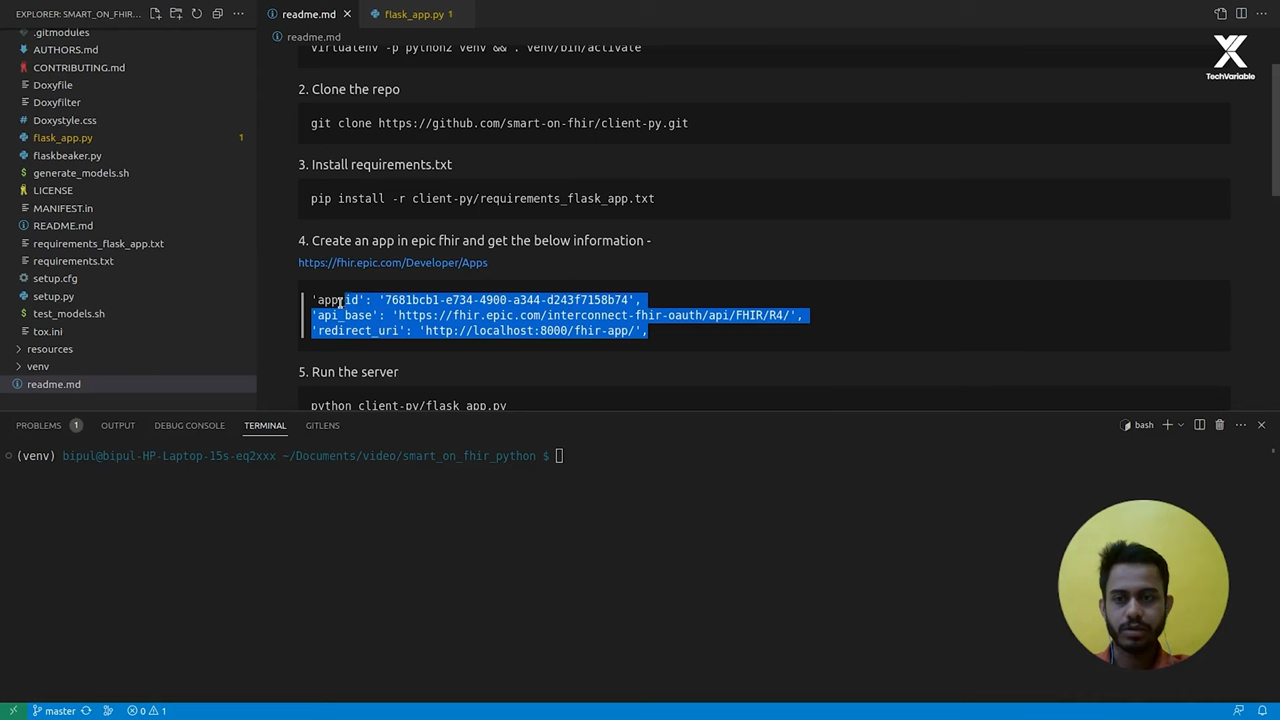 EXPLORER: SMART_ON_FHIR_...
readme.md
flask_app.py 1
readme.md
TechVariable
.gitmodules
AUTHORS.md
CONTRIBUTING.md
Doxyfile
Doxyfilter
Doxystyle.css
flask_app.py 1
flaskbeaker.py
generate_models.sh
LICENSE
MANIFEST.in
README.md
requirements_flask_app.txt
requirements.txt
setup.cfg
setup.py
test_models.sh
tox.ini
resources
venv
readme.md
virtualenv -p python2 venv && . venv/bin/activate
2. Clone the repo
git clone https://github.com/smart-on-fhir/client-py.git
3. Install requirements.txt
pip install -r client-py/requirements_flask_app.txt
4. Create an app in epic fhir and get the below information -
https://fhir.epic.com/Developer/Apps
'app_id': '7681bcb1-e734-4900-a344-d243f7158b74',
'api_base': 'https://fhir.epic.com/interconnect-fhir-oauth/api/FHIR/R4/',
'redirect_uri': 'http://localhost:8000/fhir-app/',
5. Run the server
python client-py/flask_app.py
PROBLEMS 1 OUTPUT DEBUG CONSOLE TERMINAL GITLENS
bash
(venv) bipul@bipul-HP-Laptop-15s-eq2xxx ~/Documents/video/smart_on_fhir_python $
master 0 1